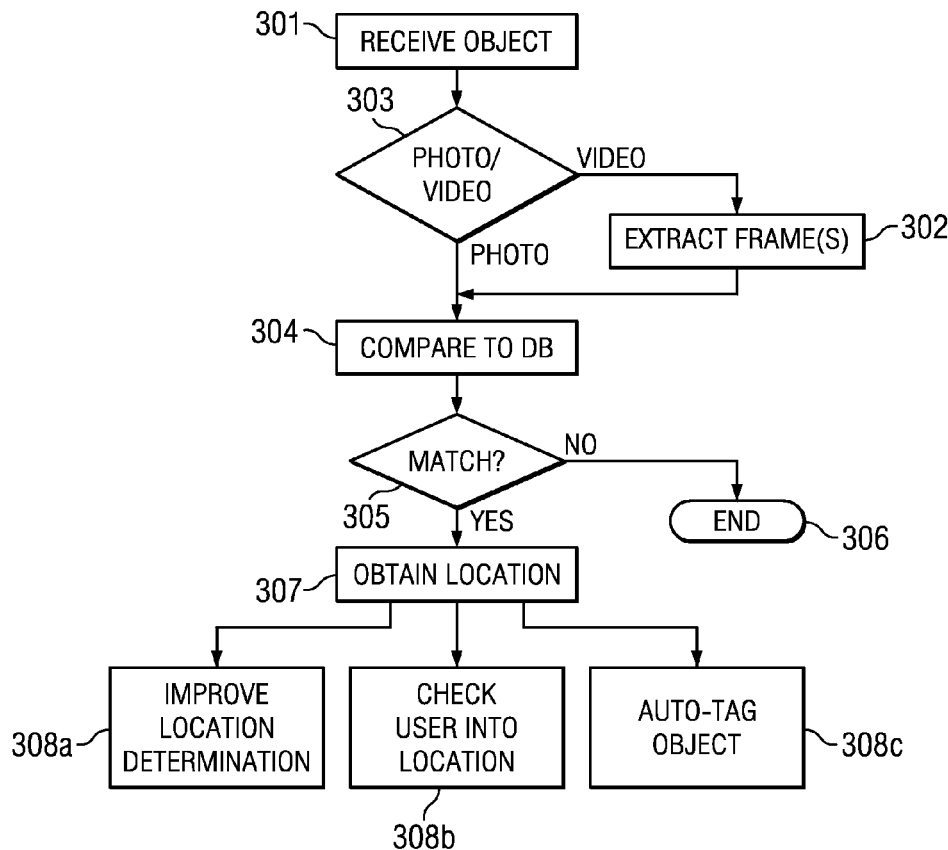 301
RECEIVE OBJECT
303
PHOTO/
VIDEO
VIDEO
EXTRACT FRAME(S)
302
PHOTO
304
COMPARE TO DB
MATCH?
NO
305
YES
END
306
307
OBTAIN LOCATION
IMPROVE
LOCATION
DETERMINATION
308a
CHECK
USER INTO
LOCATION
308b
AUTO-TAG
OBJECT
308c